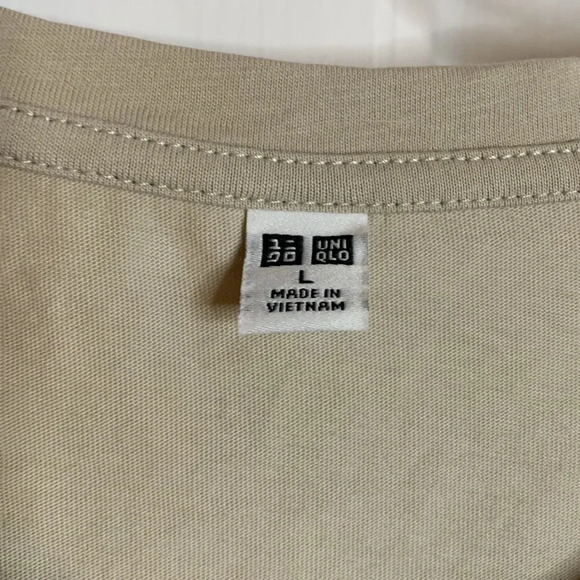 ユニ UNI
クロ QLO
L
MADE IN
VIETNAM